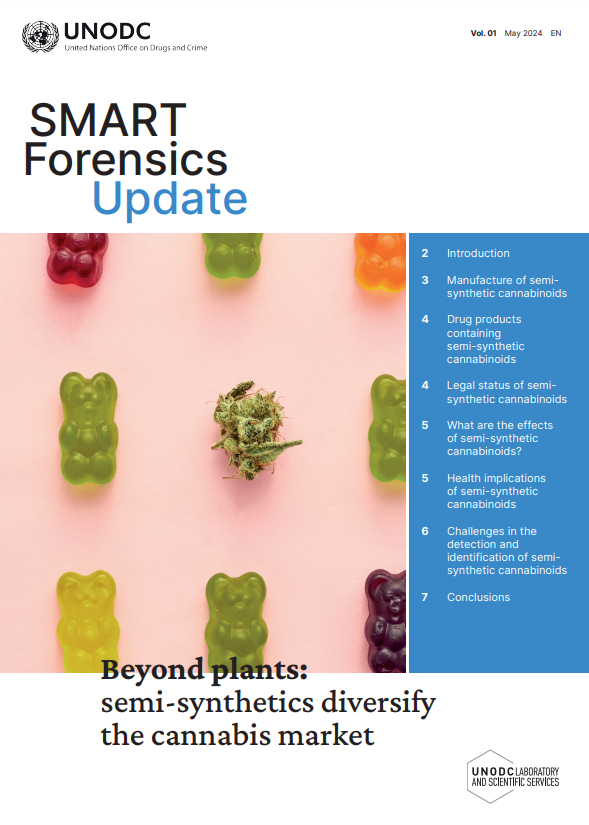 UNODC
United Nations Office on Drugs and Crime
Vol. 01 May 2024 EN
SMART
Forensics
Update
2 Introduction
3 Manufacture of semi-
synthetic cannabinoids
4 Drug products
containing
semi-synthetic
cannabinoids
4 Legal status of semi-
synthetic cannabinoids
5 What are the effects
of semi-synthetic
cannabinoids?
5 Health implications
of semi-synthetic
cannabinoids
6 Challenges in the
detection and
identification of semi-
synthetic cannabinoids
7 Conclusions
Beyond plants:
semi-synthetics diversify
the cannabis market
UNODC LABORATORY
AND SCIENTIFIC SERVICES